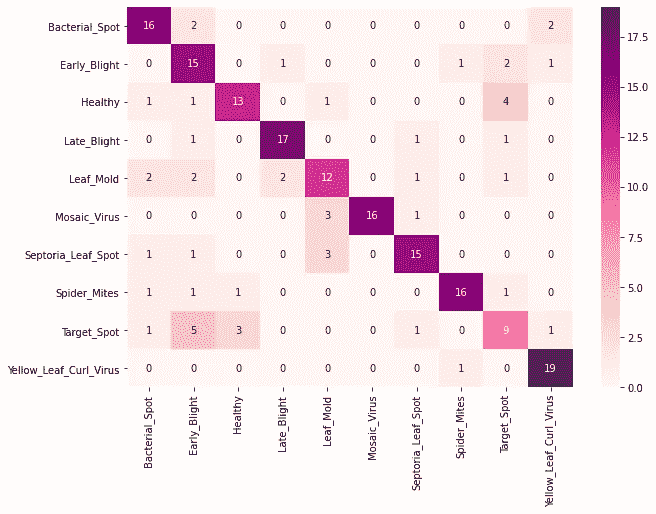 Bacterial_Spot 16 2 0 0 0 0 0 0 0 2
Early_Blight 0 15 0 1 0 0 0 1 2 1
Healthy 1 1 13 0 1 0 0 0 4 0
Late_Blight 0 1 0 17 0 0 1 0 1 0
Leaf_Mold 2 2 0 2 12 0 1 0 1 0
Mosaic_Virus 0 0 0 0 3 16 1 0 0 0
Septoria_Leaf_Spot 1 1 0 0 3 0 15 0 0 0
Spider_Mites 1 1 1 0 0 0 0 16 1 0
Target_Spot 1 5 3 0 0 0 1 0 9 1
Yellow_Leaf_Curl_Virus 0 0 0 0 0 0 0 1 0 19
Bacterial_Spot
Early_Blight
Healthy
Late_Blight
Leaf_Mold
Mosaic_Virus
Septoria_Leaf_Spot
Spider_Mites
Target_Spot
Yellow_Leaf_Curl_Virus
17.5
15.0
12.5
10.0
7.5
5.0
2.5
0.0